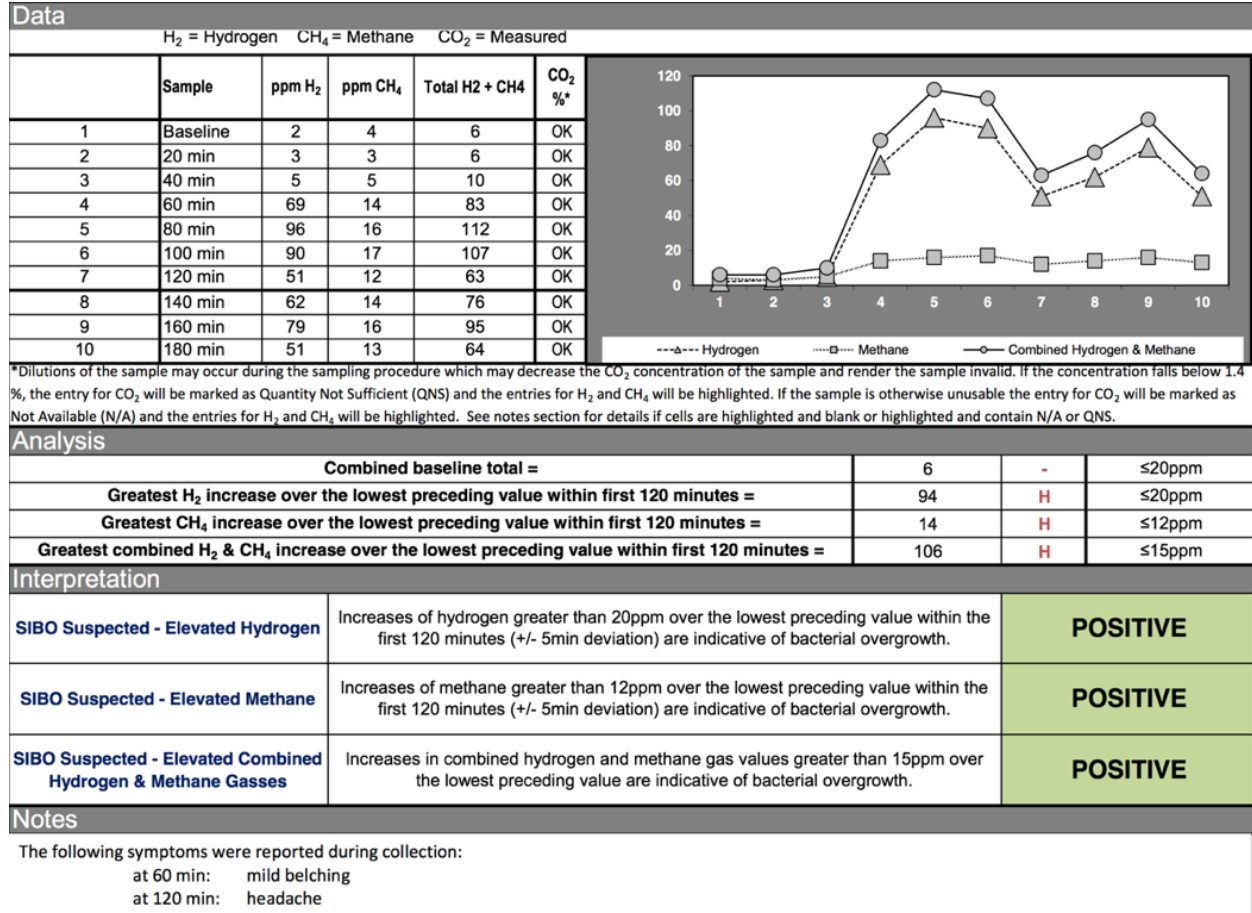 Data
H₂ = Hydrogen CH₄ = Methane CO₂ = Measured
Sample ppm H₂ ppm CH₄ Total H2 + CH4 CO₂ %*
1 Baseline 2 4 6 OK
2 20 min 3 3 6 OK
3 40 min 5 5 10 OK
4 60 min 69 14 83 OK
5 80 min 96 16 112 OK
6 100 min 90 17 107 OK
7 120 min 51 12 63 OK
8 140 min 62 14 76 OK
9 160 min 79 16 95 OK
10 180 min 51 13 64 OK
120
100
80
60
40
20
0
1 2 3 4 5 6 7 8 9 10
Hydrogen Methane Combined Hydrogen & Methane
*Dilutions of the sample may occur during the sampling procedure which may decrease the CO₂ concentration of the sample and render the sample invalid. If the concentration falls below 1.4
%, the entry for CO₂ will be marked as Quantity Not Sufficient (QNS) and the entries for H₂ and CH₄ will be highlighted. If the sample is otherwise unusable the entry for CO₂ will be marked as
Not Available (N/A) and the entries for H₂ and CH₄ will be highlighted. See notes section for details if cells are highlighted and blank or highlighted and contain N/A or QNS.
Analysis
Combined baseline total = 6 - ≤20ppm
Greatest H₂ increase over the lowest preceding value within first 120 minutes = 94 H ≤20ppm
Greatest CH₄ increase over the lowest preceding value within first 120 minutes = 14 H ≤12ppm
Greatest combined H₂ & CH₄ increase over the lowest preceding value within first 120 minutes = 106 H ≤15ppm
Interpretation
SIBO Suspected - Elevated Hydrogen
Increases of hydrogen greater than 20ppm over the lowest preceding value within the
first 120 minutes (+/- 5min deviation) are indicative of bacterial overgrowth.
POSITIVE
SIBO Suspected - Elevated Methane
Increases of methane greater than 12ppm over the lowest preceding value within the
first 120 minutes (+/- 5min deviation) are indicative of bacterial overgrowth.
POSITIVE
SIBO Suspected - Elevated Combined
Hydrogen & Methane Gasses
Increases in combined hydrogen and methane gas values greater than 15ppm over
the lowest preceding value are indicative of bacterial overgrowth.
POSITIVE
Notes
The following symptoms were reported during collection:
at 60 min: mild belching
at 120 min: headache